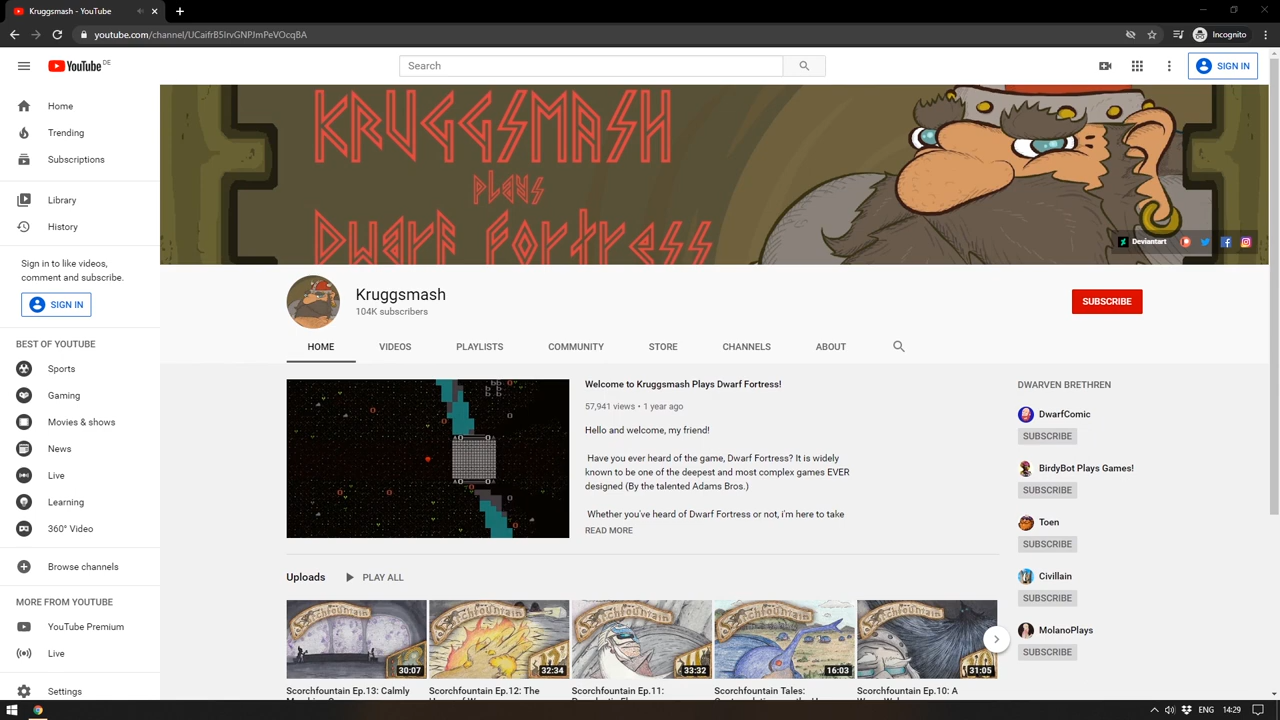 Kruggsmash - YouTube
youtube.com/channel/UCaifrB5IrvGNPJmPeVOcqBA
Incognito
YouTube DE
Search
SIGN IN
Home
Trending
Subscriptions
Library
History
Sign in to like videos,
comment and subscribe.
SIGN IN
BEST OF YOUTUBE
Sports
Gaming
Movies & shows
News
Live
Learning
360° Video
Browse channels
MORE FROM YOUTUBE
YouTube Premium
Live
Settings
KRUGGSMASH
PLAYS
Dwarf Fortress
Deviantart
Kruggsmash
104K subscribers
SUBSCRIBE
HOME VIDEOS PLAYLISTS COMMUNITY STORE CHANNELS ABOUT
Welcome to Kruggsmash Plays Dwarf Fortress!
57,941 views • 1 year ago
Hello and welcome, my friend!
Have you ever heard of the game, Dwarf Fortress? It is widely
known to be one of the deepest and most complex games EVER
designed (By the talented Adams Bros.)
Whether you've heard of Dwarf Fortress or not, i'm here to take
READ MORE
DWARVEN BRETHREN
DwarfComic
SUBSCRIBE
BirdyBot Plays Games!
SUBSCRIBE
Toen
SUBSCRIBE
Civillain
SUBSCRIBE
MolanoPlays
SUBSCRIBE
Uploads PLAY ALL
30:07 32:34 33:32 16:03 31:05
Scorchfountain Ep.13: Calmly
Scorchfountain Ep.12: The
Scorchfountain Ep.11:
Scorchfountain Tales:
Scorchfountain Ep.10: A
ENG 14:29